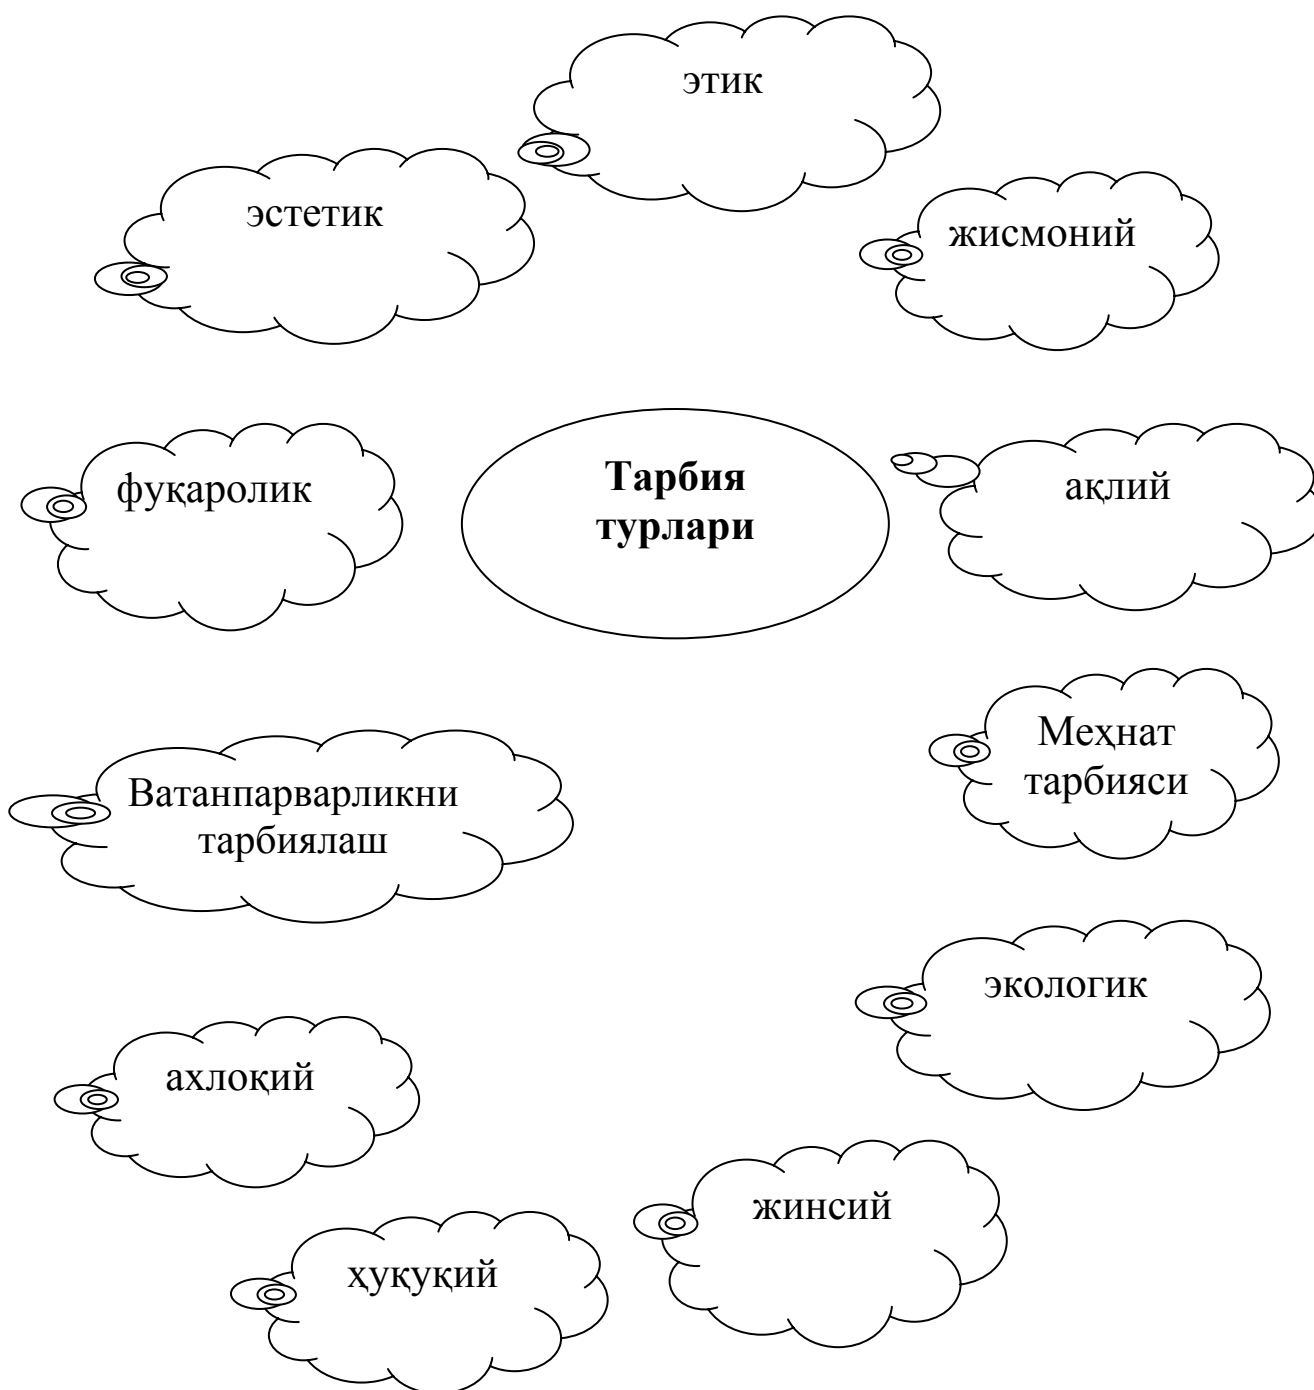 этик
эстетик
жисмоний
фуқаролик
Тарбия
турлари
ақлий
Меҳнат
тарбияси
Ватанпарварликни
тарбиялаш
экологик
ахлоқий
жинсий
ҳуқуқий